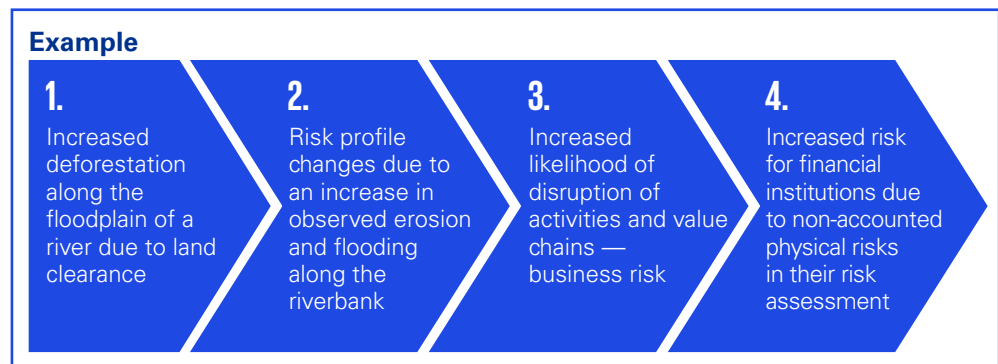 Example
1.
Increased
deforestation
along the
floodplain of a
river due to land
clearance
2.
Risk profile
changes due to
an increase in
observed erosion
and flooding
along the
riverbank
3.
Increased
likelihood of
disruption of
activities and value
chains —
business risk
4.
Increased risk
for financial
institutions due
to non-accounted
physical risks
in their risk
assessment